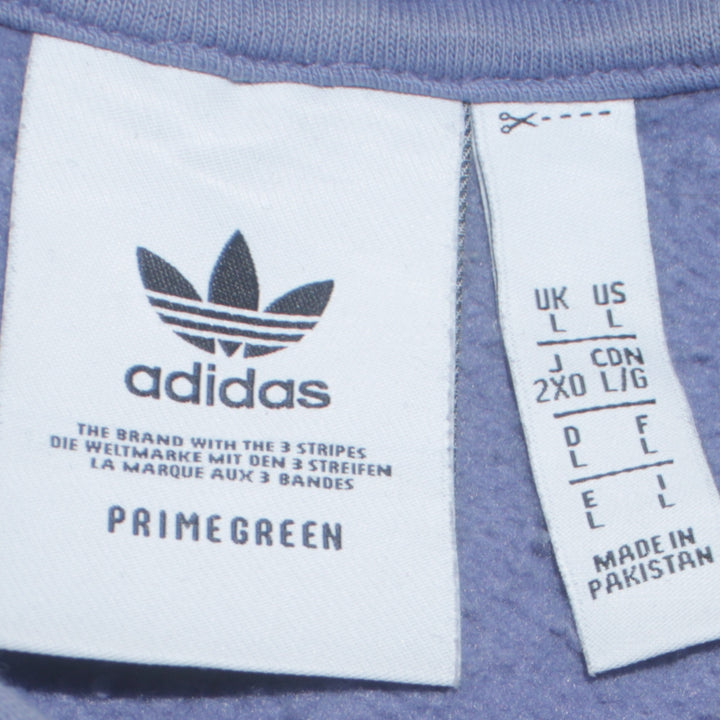 adidas
THE BRAND WITH THE 3 STRIPES
DIE WELTMARKE MIT DEN 3 STREIFEN
LA MARQUE AUX 3 BANDES
PRIMEGREEN
UK US
L L
J CDN
2XO L/G
D F
L L
E I
L L
MADE IN
PAKISTAN